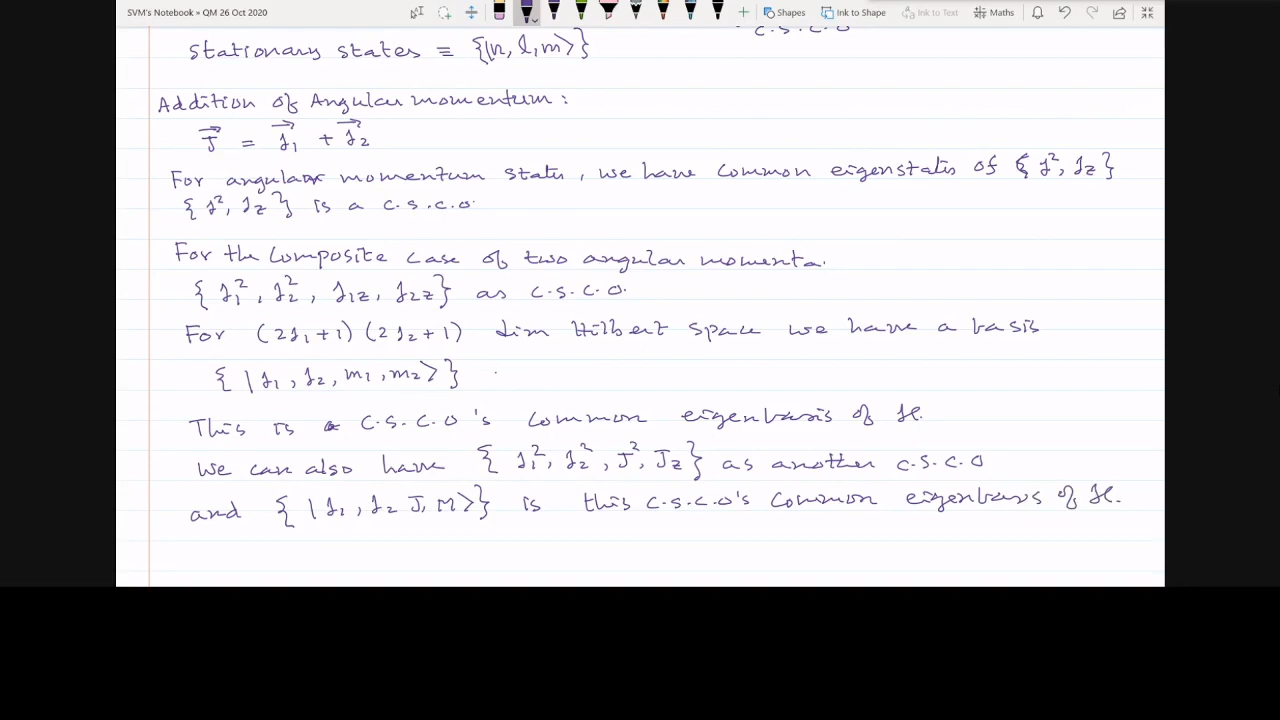 SVM's Notebook » QM 26 Oct 2020
Shapes Ink to Shape Ink to Text Maths
C.S.C.O
Stationary states ≡ {|n, l, m>}
Addition of Angular momentum :
J = j1 + j2
For angular momentum states, we have common eigenstates of {j², jz}
{j², jz} is a C.S.C.O.
For the composite case of two angular momenta.
{j1², j2², j1z, j2z} as C.S.C.O.
For (2j1+1)(2j2+1) dim Hilbert space we have a basis
{|j1, j2, m1, m2>}
This is a C.S.C.O's common eigenbasis of H.
We can also have {j1², j2², J², Jz} as another C.S.C.O
and {|j1, j2 J, M>} is this C.S.C.O's common eigenbasis of H.